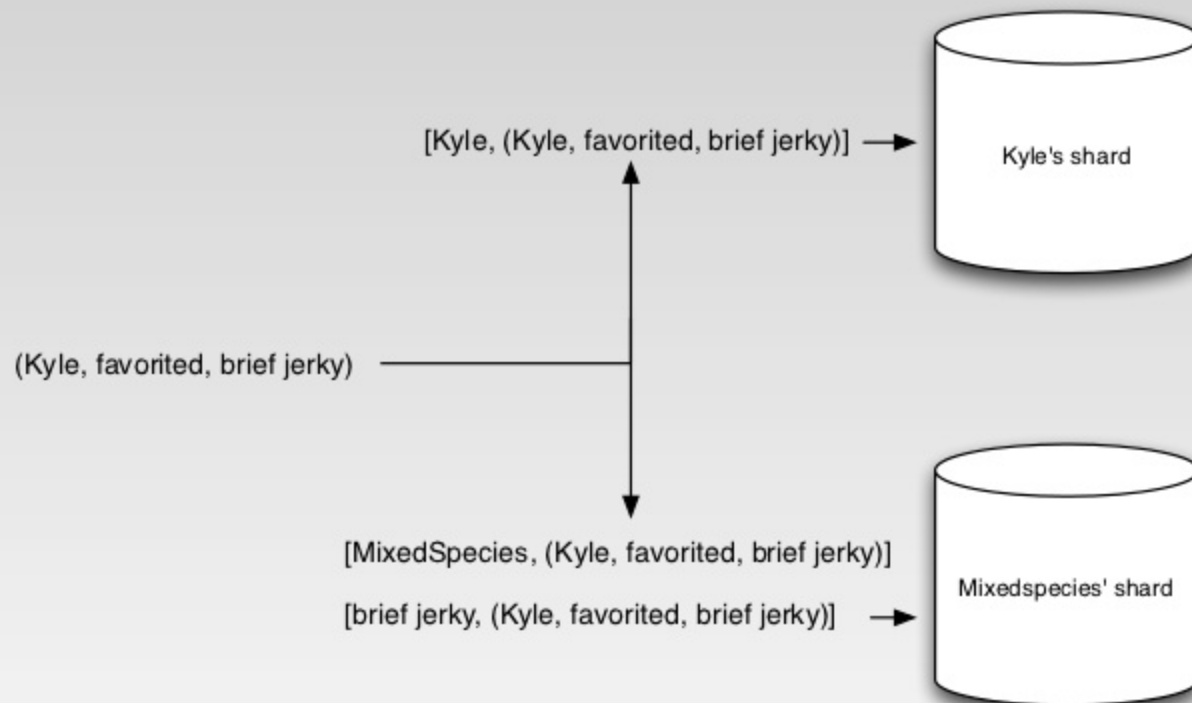 [Kyle, (Kyle, favorited, brief jerky)]
Kyle's shard
(Kyle, favorited, brief jerky)
[MixedSpecies, (Kyle, favorited, brief jerky)]
Mixedspecies' shard
[brief jerky, (Kyle, favorited, brief jerky)]